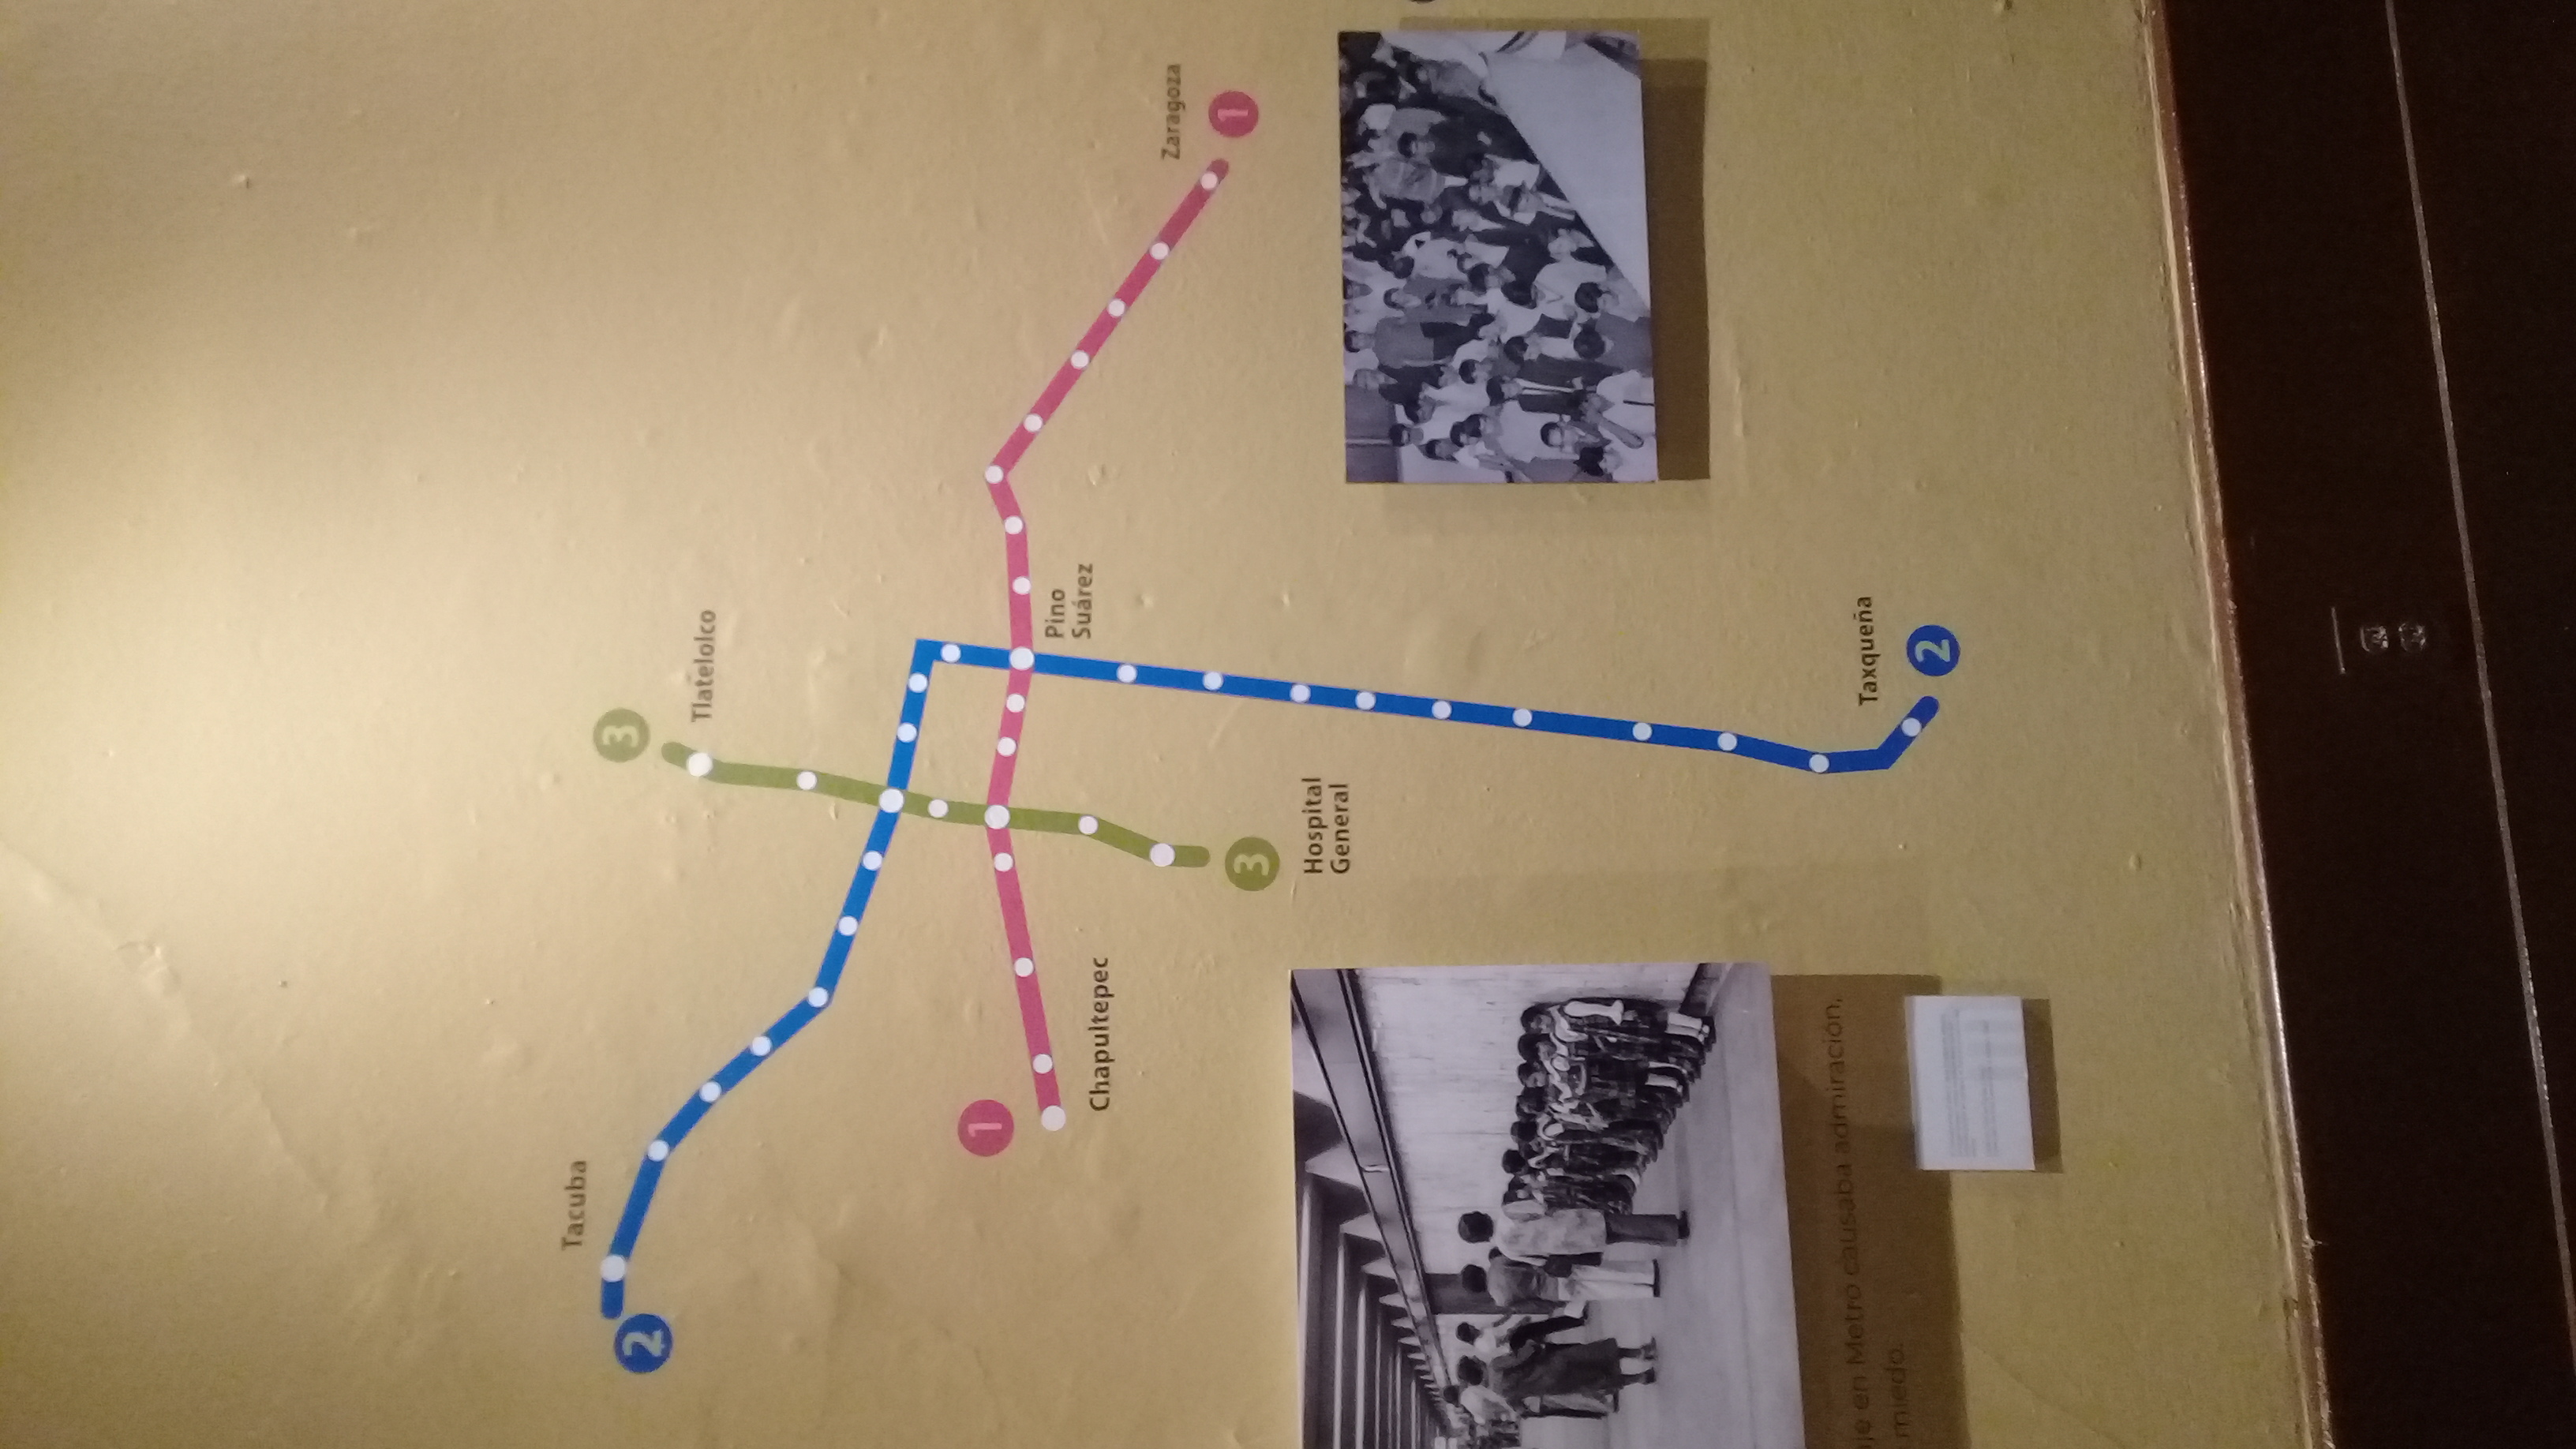 Tacuba
2
3
Tlatelolco
1
Chapultepec
Pino
Suárez
Zaragoza
1
3
Hospital
General
en Metro causaba admiración,
miedo.
Taxqueña
2